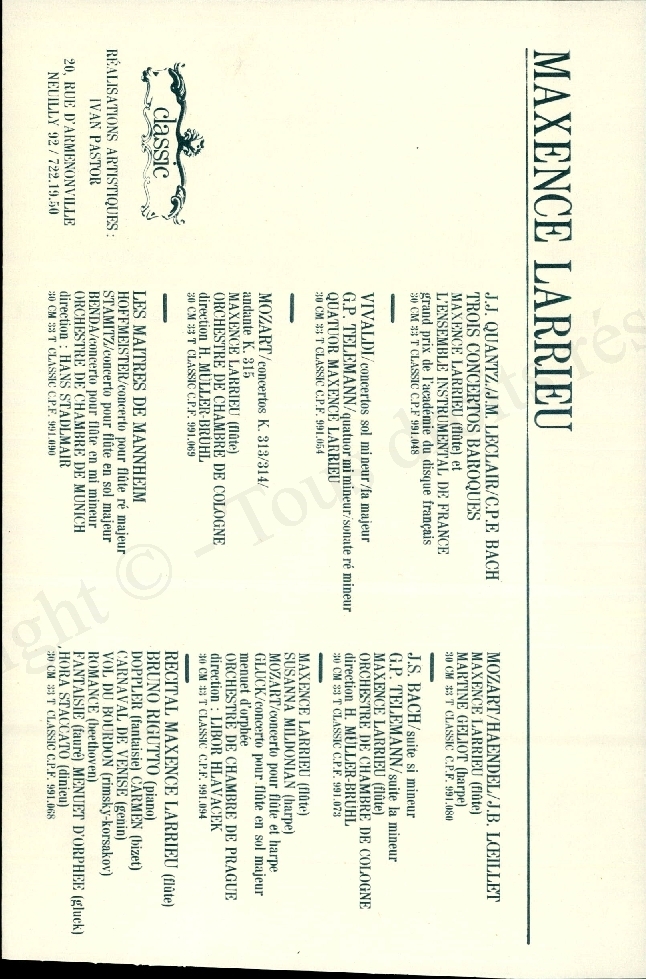 MAXENCE LARRIEU
J.J. QUANTZ/J.M. LECLAIR/C.P.E. BACH
TROIS CONCERTOS BAROQUES
MAXENCE LARRIEU (flûte) et
L'ENSEMBLE INSTRUMENTAL DE FRANCE
grand prix de l'académie du disque français
30 CM 33 T CLASSIC C.P.F. 991.048
VIVALDI/concertos sol mineur/fa majeur
G.P. TELEMANN/quatuor mi mineur/sonate ré mineur
QUATUOR MAXENCE LARRIEU
30 CM 33 T CLASSIC C.P.F. 991.054
MOZART/concertos K. 313/314/
andante K. 315
MAXENCE LARRIEU (flûte)
ORCHESTRE DE CHAMBRE DE COLOGNE
direction H. MULLER-BRUHL
30 CM 33 T CLASSIC C.P.F. 991.069
LES MAITRES DE MANNHEIM
HOFFMEISTER/concerto pour flûte ré majeur
STAMITZ/concerto pour flûte en sol majeur
BENDA/concerto pour flûte en mi mineur
ORCHESTRE DE CHAMBRE DE MUNICH
direction : HANS STADLMAIR
30 CM 33 T CLASSIC C.P.F. 991.090
MOZART/HAENDEL/J.B. LŒILLET
MAXENCE LARRIEU (flûte)
MARTINE GELIOT (harpe)
30 CM 33 T CLASSIC C.P.F. 991.080
J.S. BACH/suite si mineur
G.P. TELEMANN/suite la mineur
MAXENCE LARRIEU (flûte)
ORCHESTRE DE CHAMBRE DE COLOGNE
direction H. MULLER-BRUHL
30 CM 33 T CLASSIC C.P.F. 991.073
MAXENCE LARRIEU (flûte)
SUSANNA MILDONIAN (harpe)
MOZART/concerto pour flûte et harpe
GLUCK/concerto pour flûte en sol majeur
menuet d'orphée
ORCHESTRE DE CHAMBRE DE PRAGUE
direction : LIBOR HLAVACEK
30 CM 33 T CLASSIC C.P.F. 991.094
RECITAL MAXENCE LARRIEU (flûte)
BRUNO RIGUTTO (piano)
DOPPLER (fantaisie) CARMEN (bizet)
CARNAVAL DE VENISE (genin)
VOL DU BOURDON (rimsky-korsakov)
ROMANCE (beethoven)
FANTAISIE (fauré) MENUET D'ORPHEE (gluck)
HORA STACCATO (dinicu)
30 CM 33 T CLASSIC C.P.F. 991.068
classic
RÉALISATIONS ARTISTIQUES :
IVAN PASTOR
20, RUE D'ARMENONVILLE
NEUILLY 92 / 722.19.50